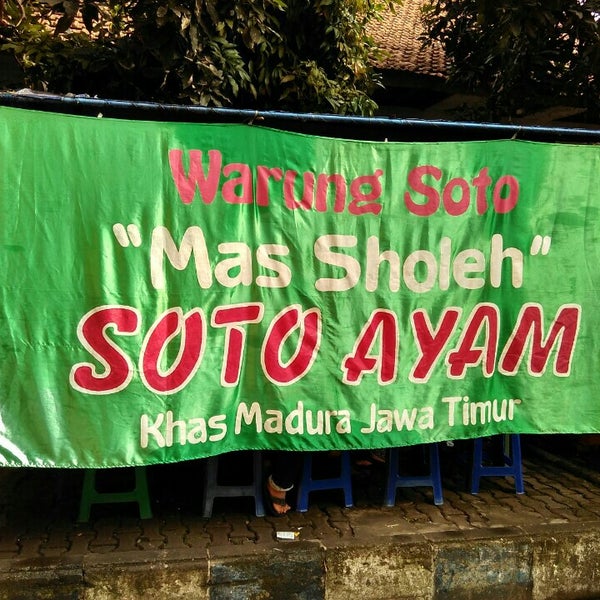 Warung Soto
"Mas Sholeh"
SOTO AYAM
Khas Madura Jawa Timur